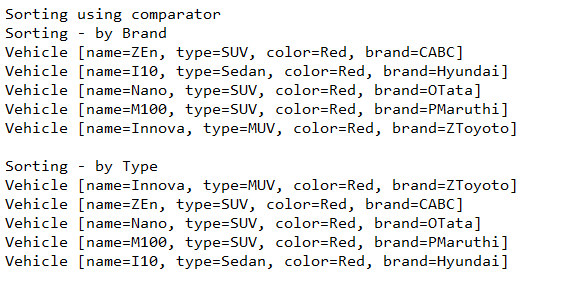 Sorting using comparator
Sorting - by Brand
Vehicle [name=ZEn, type=SUV, color=Red, brand=CABC]
Vehicle [name=I10, type=Sedan, color=Red, brand=Hyundai]
Vehicle [name=Nano, type=SUV, color=Red, brand=OTata]
Vehicle [name=M100, type=SUV, color=Red, brand=PMaruthi]
Vehicle [name=Innova, type=MUV, color=Red, brand=ZToyoto]

Sorting - by Type
Vehicle [name=Innova, type=MUV, color=Red, brand=ZToyoto]
Vehicle [name=ZEn, type=SUV, color=Red, brand=CABC]
Vehicle [name=Nano, type=SUV, color=Red, brand=OTata]
Vehicle [name=M100, type=SUV, color=Red, brand=PMaruthi]
Vehicle [name=I10, type=Sedan, color=Red, brand=Hyundai]